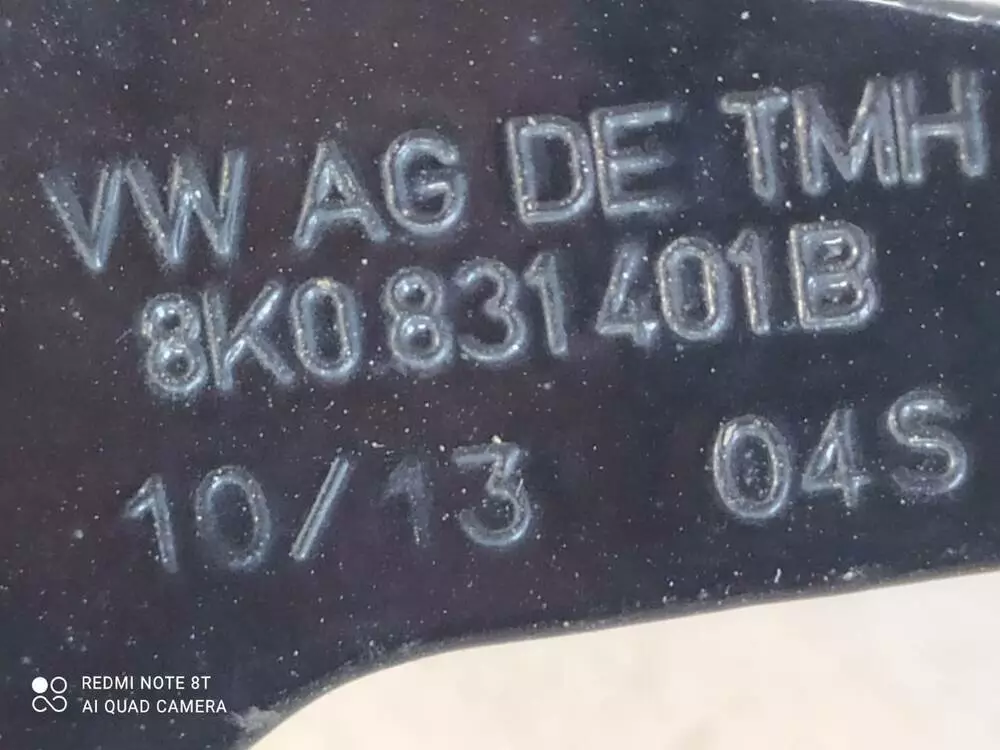 VW AG DE TMH
8K0 831 401B
10/13 04S
REDMI NOTE 8T
AI QUAD CAMERA